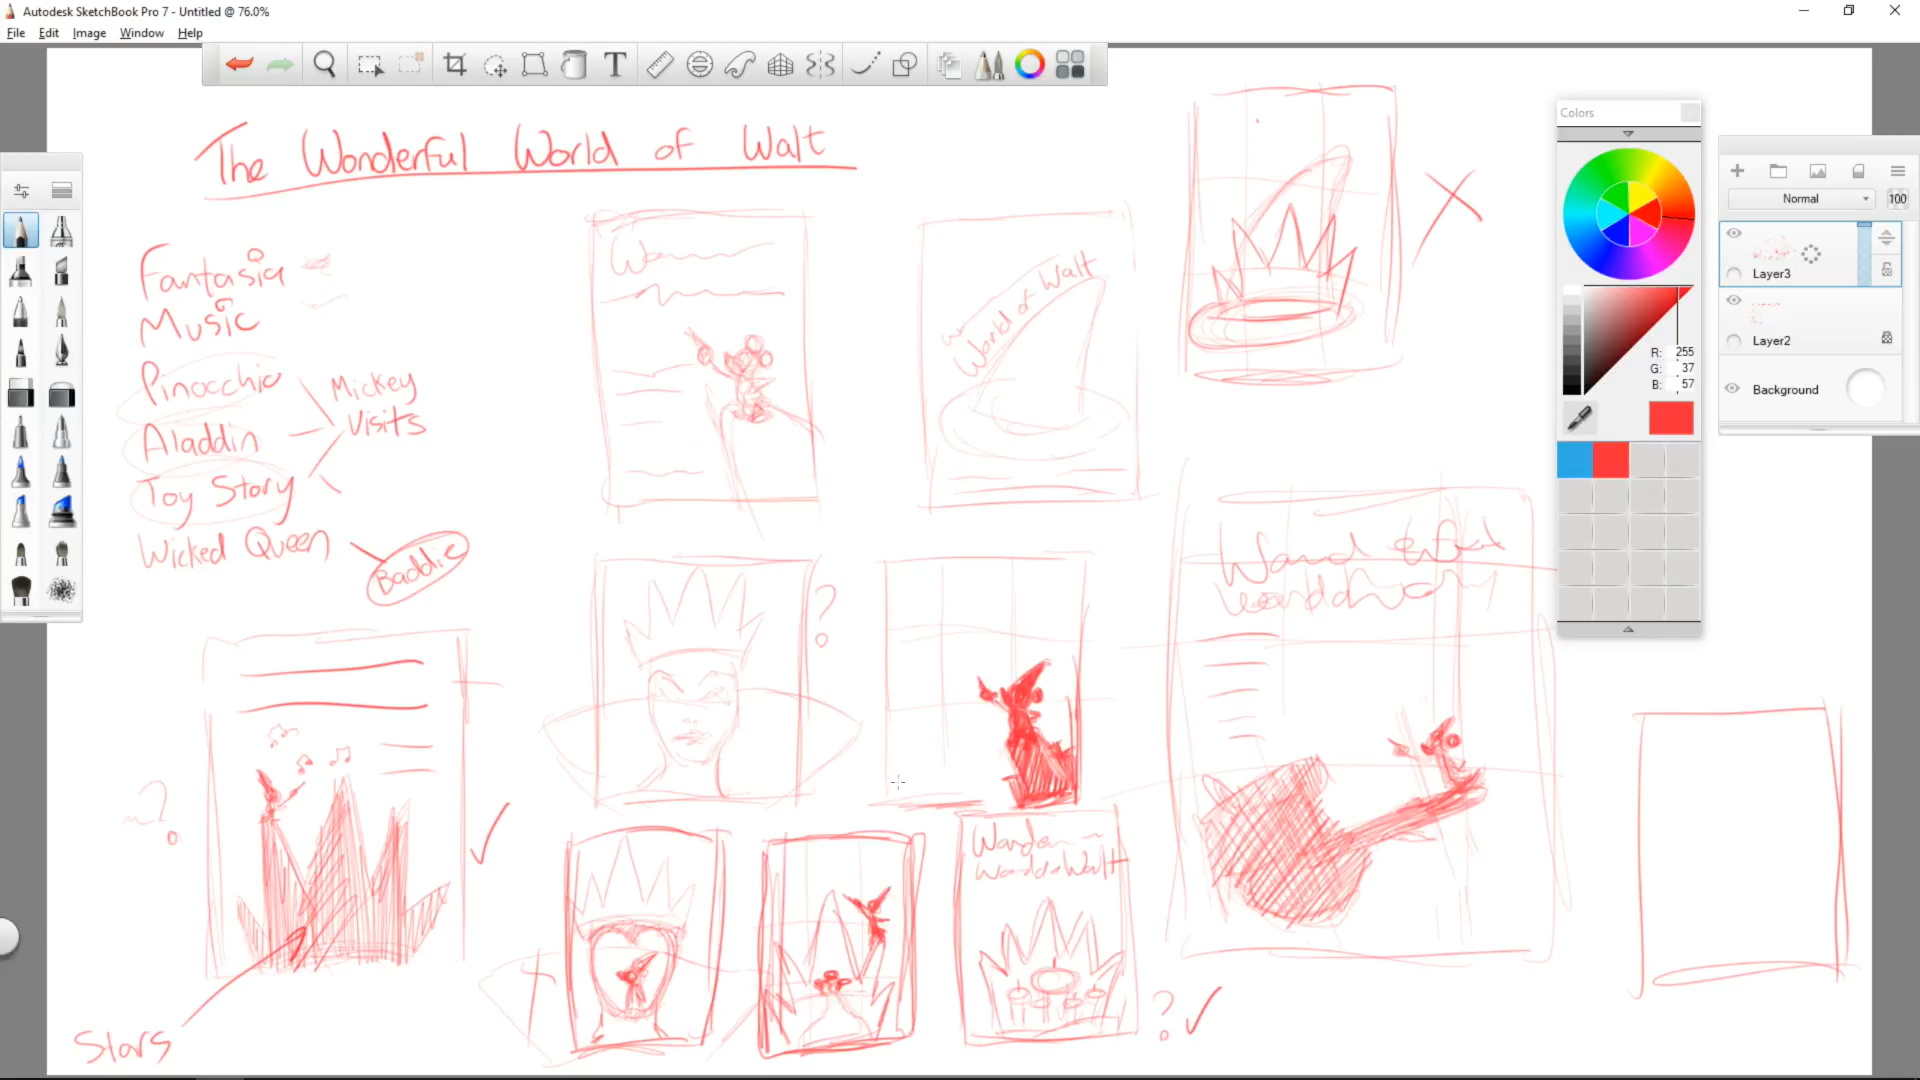 Autodesk SketchBook Pro 7 - Untitled @ 76.0%
File Edit Image Window Help
The Wonderful World of Walt
Fantasia
Music
Pinocchio
Aladdin
Toy Story
Wicked Queen
Mickey
Visits
Baddie
Stars
World of Walt
?
?
?
Colors
R: 255
G: 37
B: 57
Normal
100
Layer3
Layer2
Background